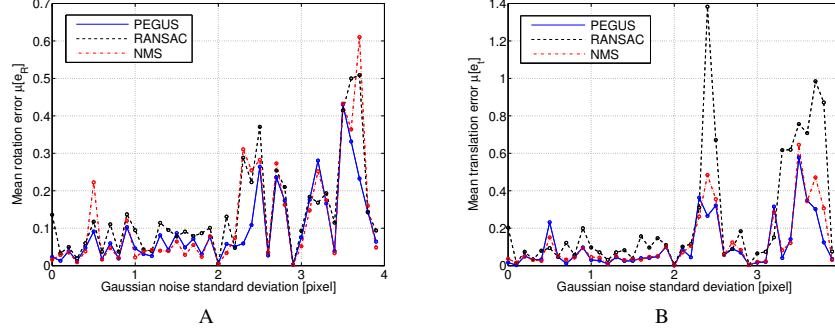 0.7
0.6
0.5
0.4
0.3
0.2
0.1
0
0 1 2 3 4
Mean rotation error μ[e_R]
Gaussian noise standard deviation [pixel]
PEGUS
RANSAC
NMS
A
1.4
1.2
1
0.8
0.6
0.4
0.2
0
0 1 2 3
Mean translation error μ[e_t]
Gaussian noise standard deviation [pixel]
PEGUS
RANSAC
NMS
B